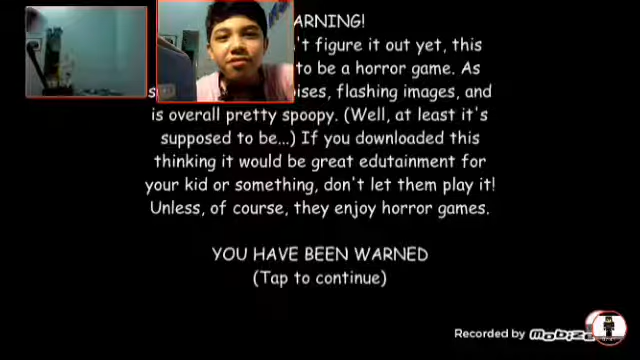 ARNING!
't figure it out yet, this
to be a horror game. As
ises, flashing images, and
is overall pretty spoopy. (Well, at least it's
supposed to be...) If you downloaded this
thinking it would be great edutainment for
your kid or something, don't let them play it!
Unless, of course, they enjoy horror games.
YOU HAVE BEEN WARNED
(Tap to continue)
Recorded by mobize